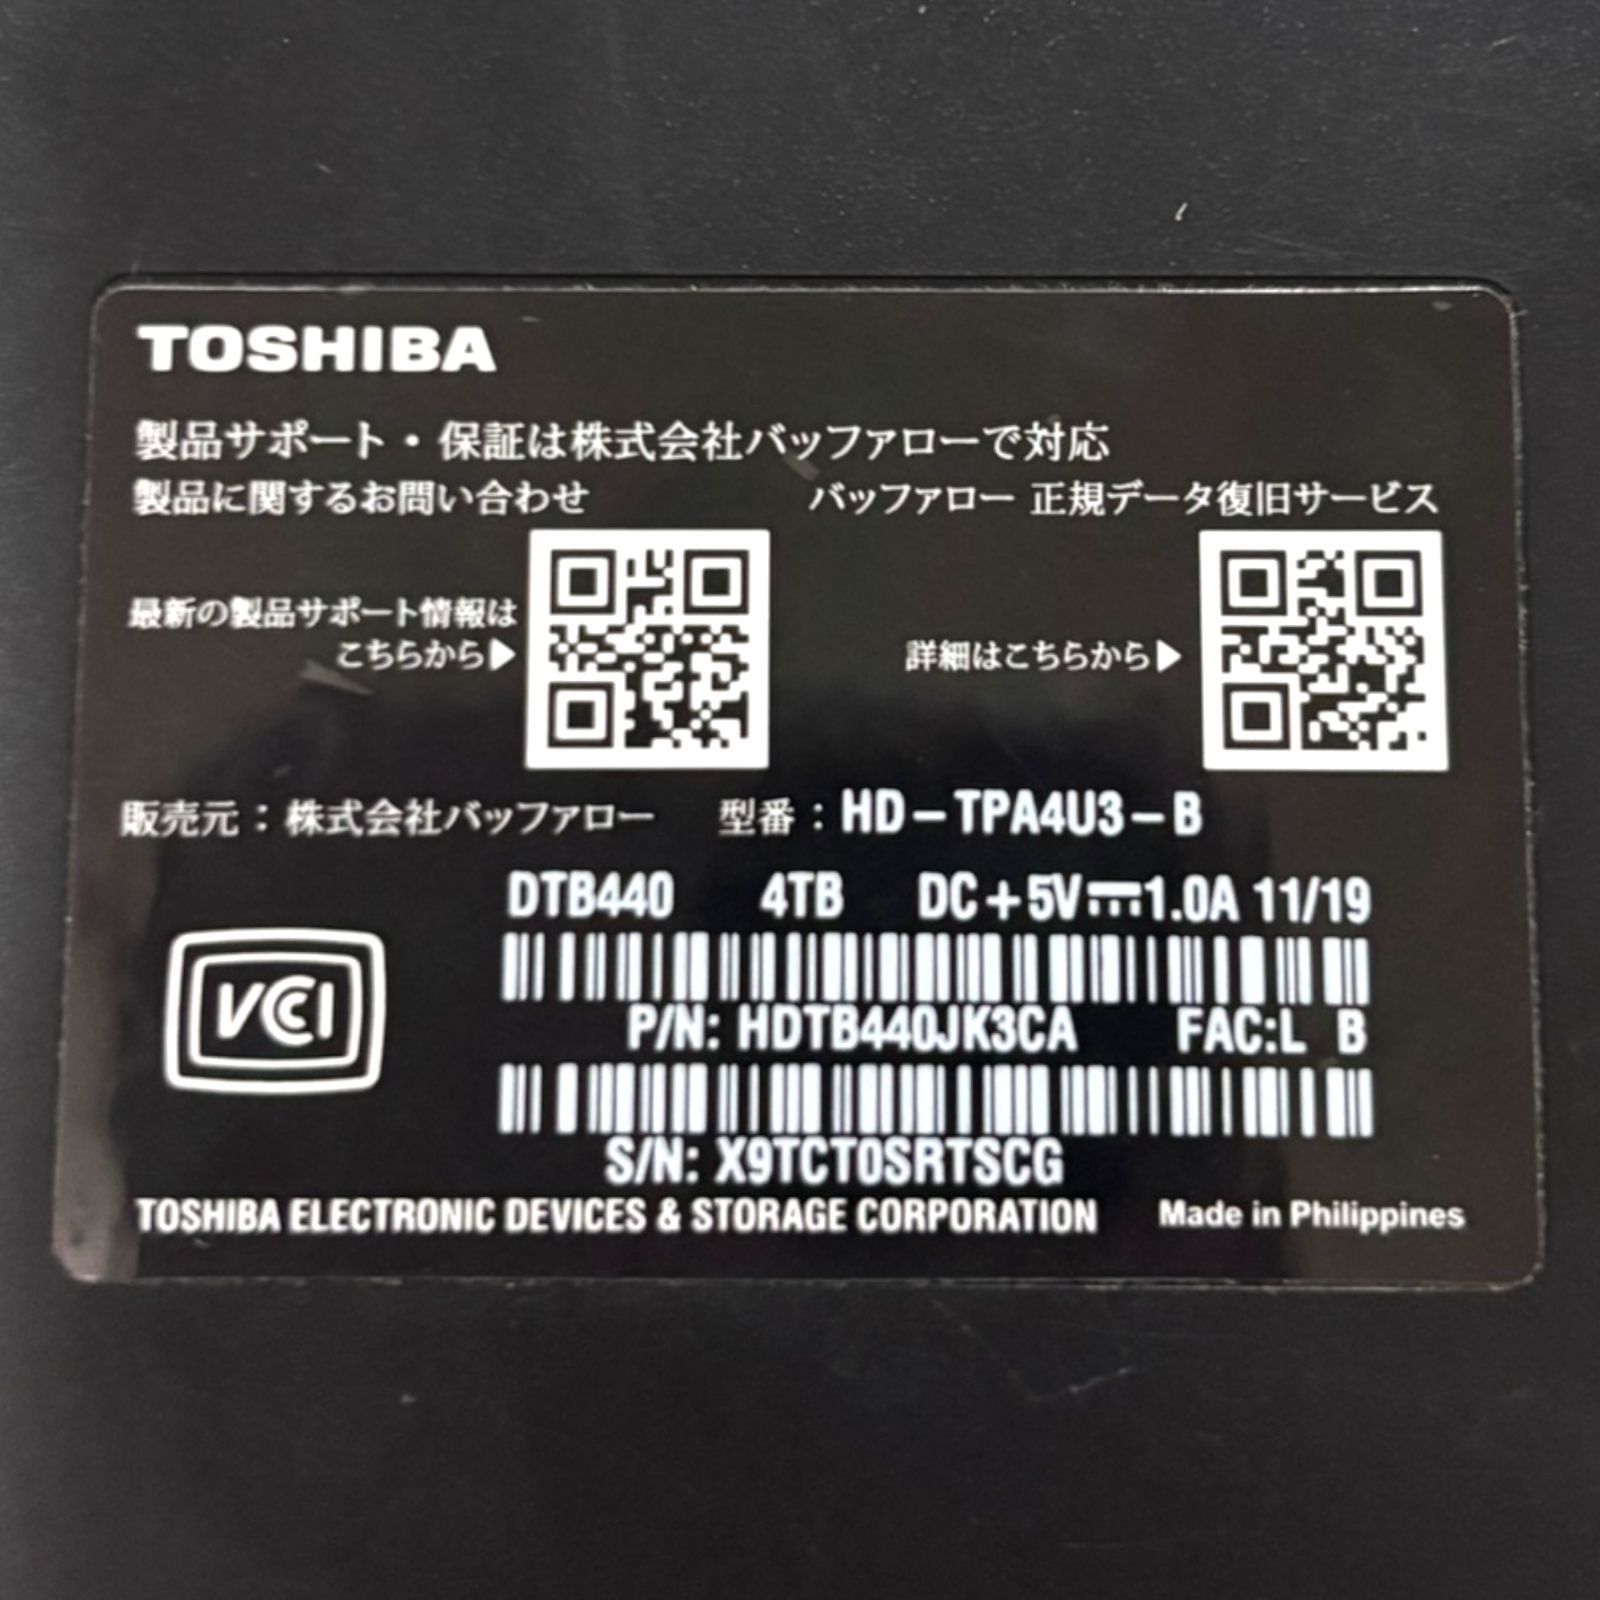 TOSHIBA
製品サポート・保証は株式会社バッファローで対応
製品に関するお問い合わせ
バッファロー 正規データ復旧サービス
最新の製品サポート情報は
こちらから▶
詳細はこちらから▶
販売元：株式会社バッファロー 型番：HD-TPA4U3-B
DTB440 4TB DC+5V⎓1.0A 11/19
VCCI
P/N: HDTB440JK3CA FAC:L B
S/N: X9TCT0SRTSCG
TOSHIBA ELECTRONIC DEVICES & STORAGE CORPORATION Made in Philippines